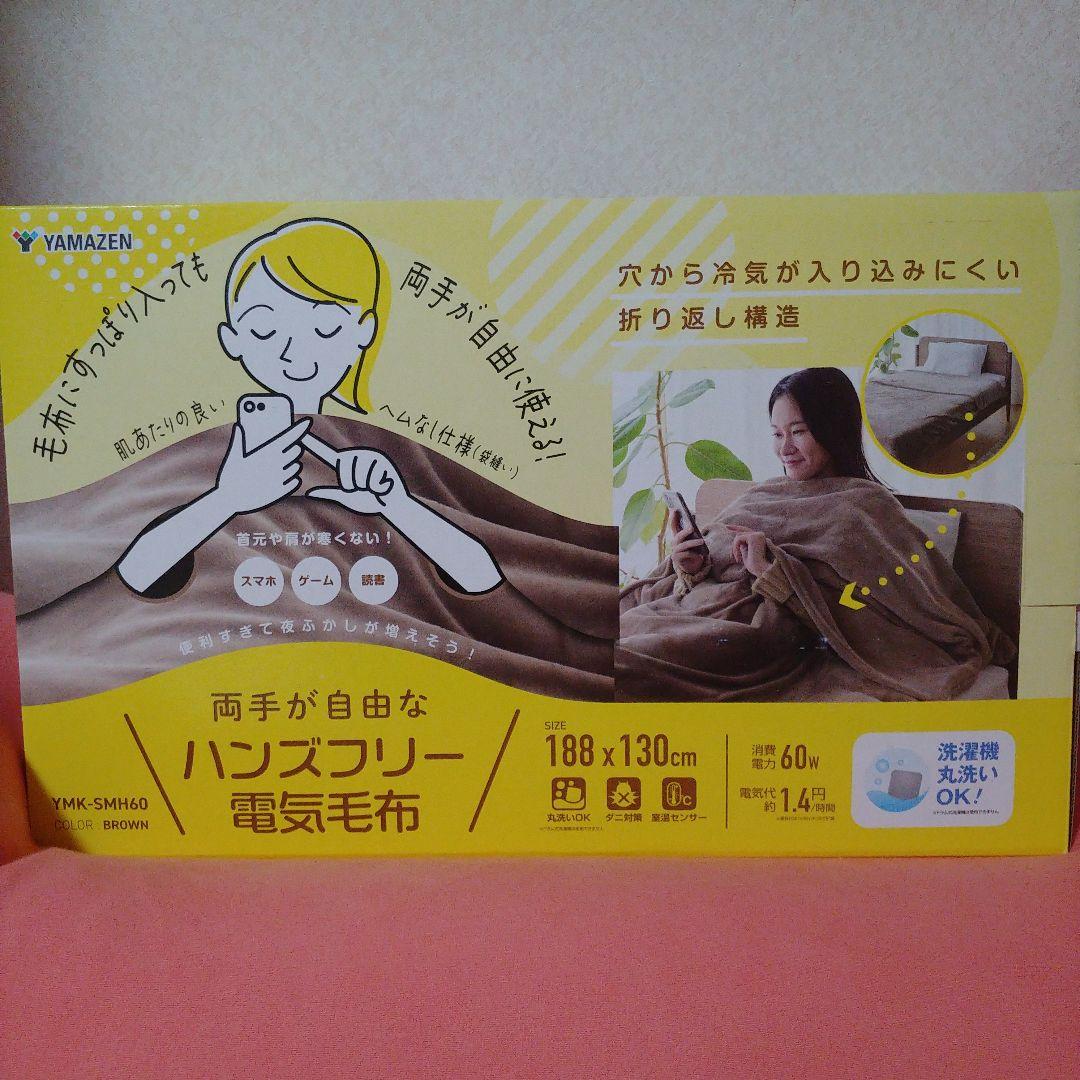 YAMAZEN
毛布にすっぽり入っても
両手が自由に使える!
肌あたりの良い
ヘムなし仕様(袋縫い)
首元や肩が寒くない!
スマホ
ゲーム
読書
便利すぎて夜ふかしが増えそう!
穴から冷気が入り込みにくい
折り返し構造
両手が自由な
ハンズフリー
電気毛布
YMK-SMH60
COLOR : BROWN
SIZE
188 x 130cm
丸洗いOK
ダニ対策
室温センサー
消費電力 60W
電気代約 1.4円/時間
洗濯機
丸洗い
OK!